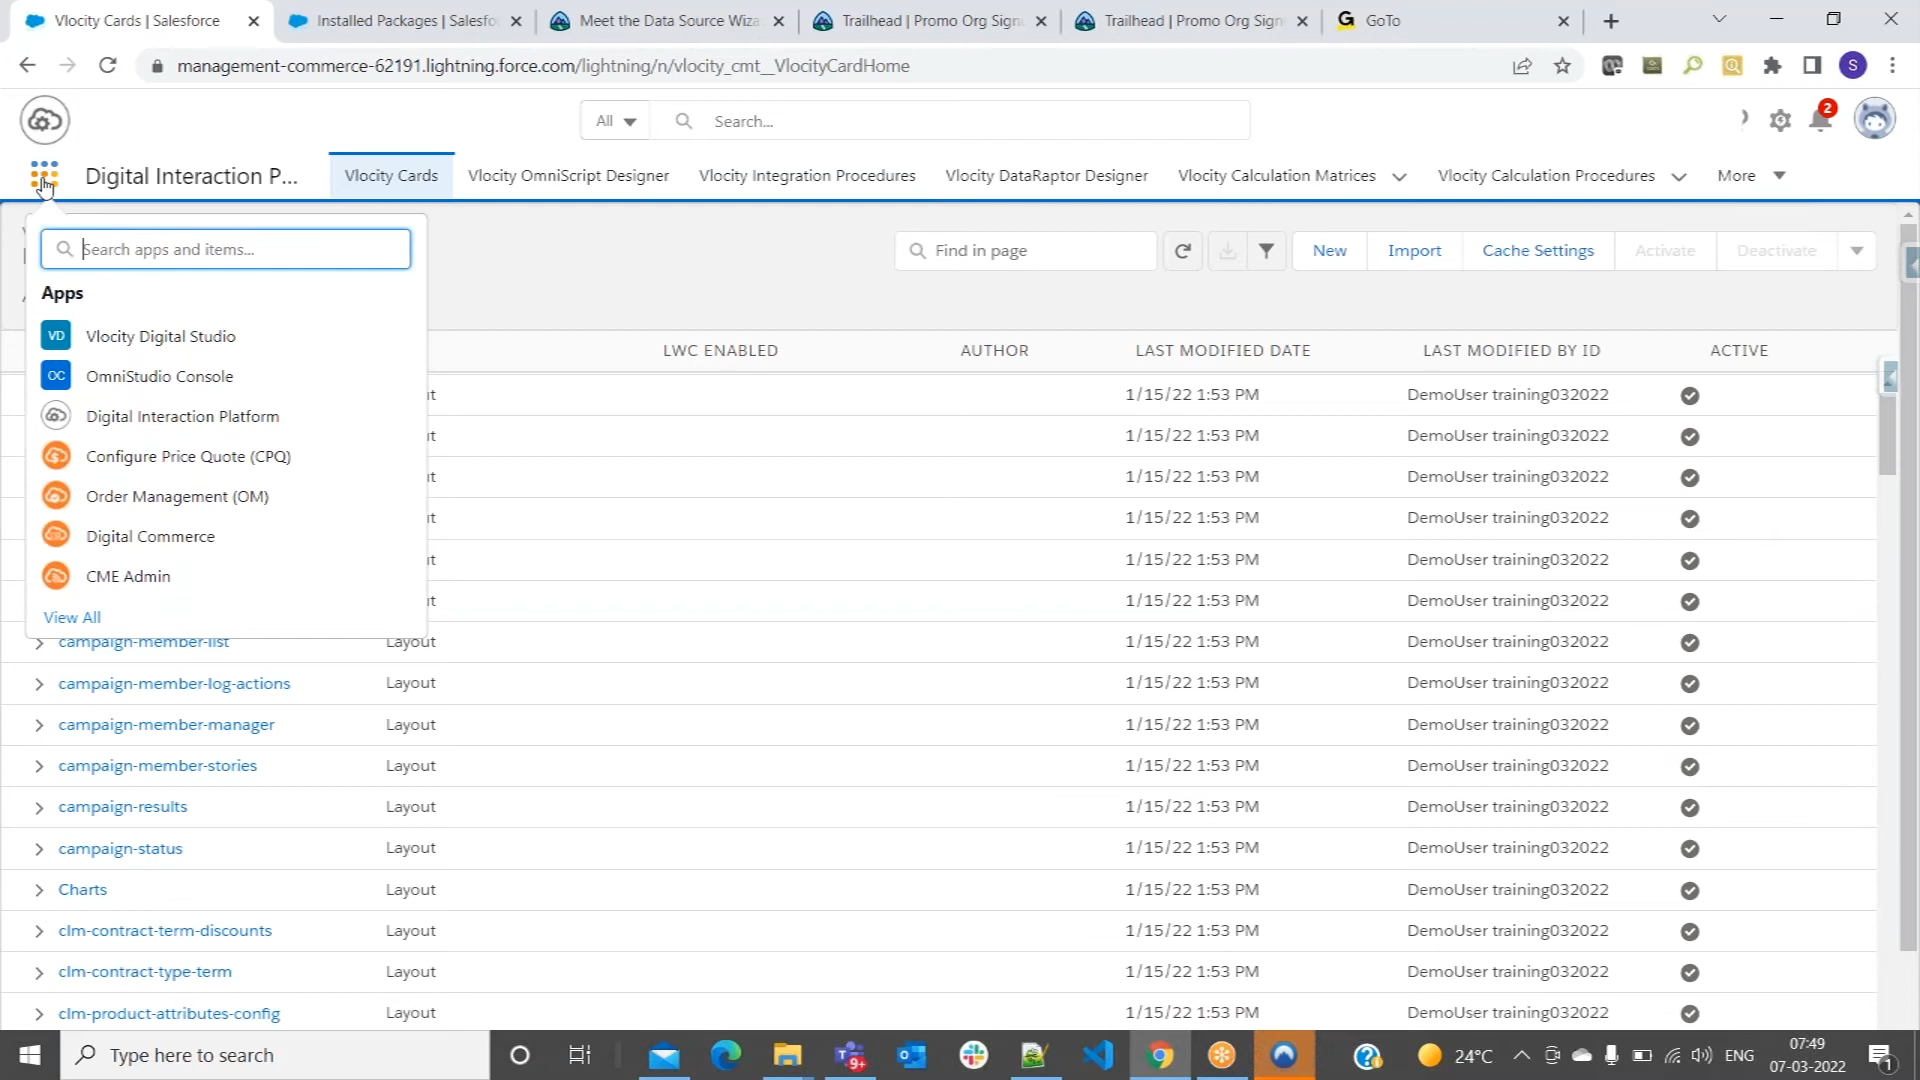 Vlocity Cards | Salesforce
Installed Packages | Salesfo
Meet the Data Source Wiza
Trailhead | Promo Org Sign
Trailhead | Promo Org Sign
GoTo
management-commerce-62191.lightning.force.com/lightning/n/vlocity_cmt__VlocityCardHome
S
All
Search...
2
Digital Interaction P...
Vlocity Cards
Vlocity OmniScript Designer
Vlocity Integration Procedures
Vlocity DataRaptor Designer
Vlocity Calculation Matrices
Vlocity Calculation Procedures
More
Search apps and items...
Find in page
New
Import
Cache Settings
Activate
Deactivate
Apps
VD Vlocity Digital Studio
OC OmniStudio Console
Digital Interaction Platform
Configure Price Quote (CPQ)
Order Management (OM)
Digital Commerce
CME Admin
View All
LWC ENABLED AUTHOR LAST MODIFIED DATE LAST MODIFIED BY ID ACTIVE
1/15/22 1:53 PM DemoUser training032022
1/15/22 1:53 PM DemoUser training032022
1/15/22 1:53 PM DemoUser training032022
1/15/22 1:53 PM DemoUser training032022
1/15/22 1:53 PM DemoUser training032022
1/15/22 1:53 PM DemoUser training032022
campaign-member-list Layout 1/15/22 1:53 PM DemoUser training032022
campaign-member-log-actions Layout 1/15/22 1:53 PM DemoUser training032022
campaign-member-manager Layout 1/15/22 1:53 PM DemoUser training032022
campaign-member-stories Layout 1/15/22 1:53 PM DemoUser training032022
campaign-results Layout 1/15/22 1:53 PM DemoUser training032022
campaign-status Layout 1/15/22 1:53 PM DemoUser training032022
Charts Layout 1/15/22 1:53 PM DemoUser training032022
clm-contract-term-discounts Layout 1/15/22 1:53 PM DemoUser training032022
clm-contract-type-term Layout 1/15/22 1:53 PM DemoUser training032022
clm-product-attributes-config Layout 1/15/22 1:53 PM DemoUser training032022
Type here to search
9+
24°C
ENG
07:49
07-03-2022
1